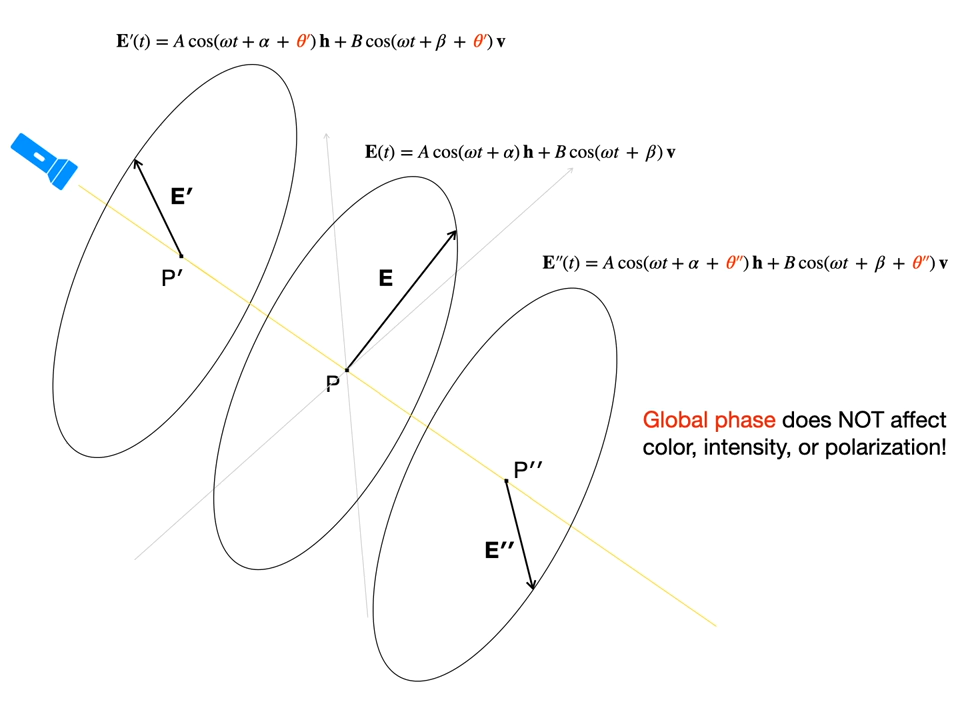 E′(t) = A cos(ωt + α + θ′) h + B cos(ωt + β + θ′) v
E(t) = A cos(ωt + α) h + B cos(ωt + β) v
E′
P′
E″(t) = A cos(ωt + α + θ″) h + B cos(ωt + β + θ″) v
E
P
Global phase does NOT affect
color, intensity, or polarization!
P′′
E′′